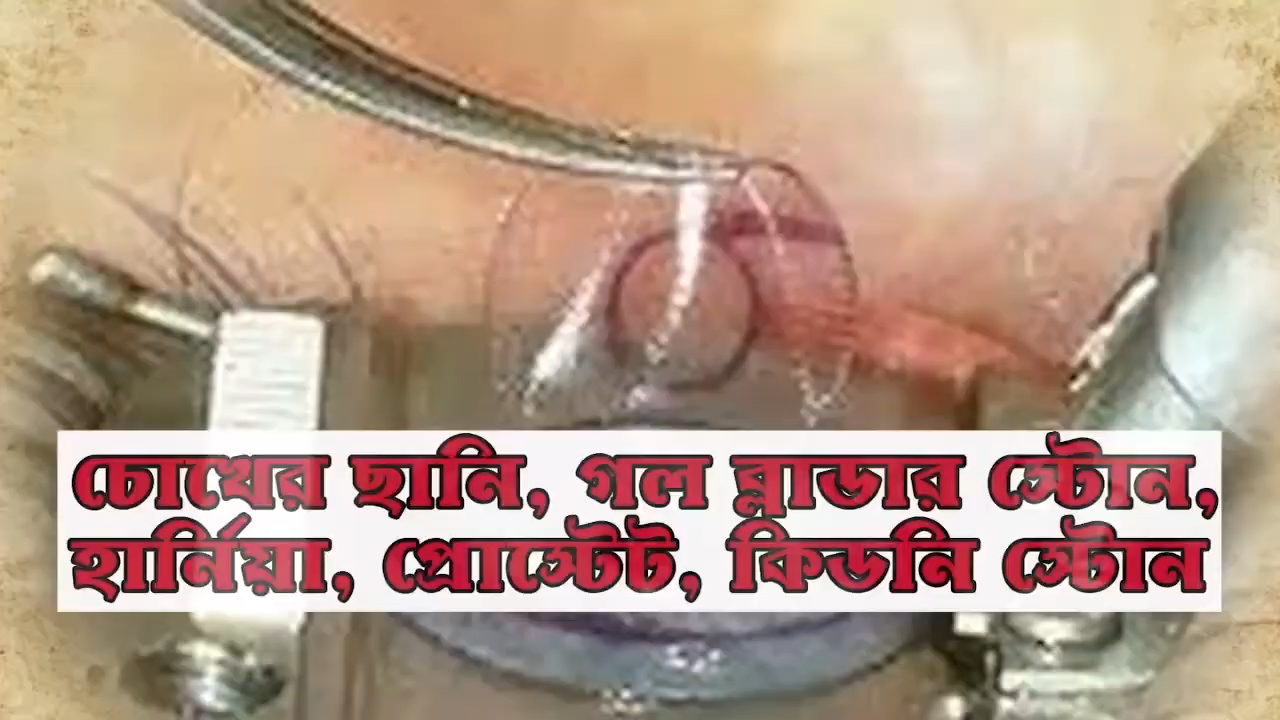 চোখের ছানি, গল ব্লাডার স্টোন,
হার্নিয়া, প্রোস্টেট, কিডনি স্টোন